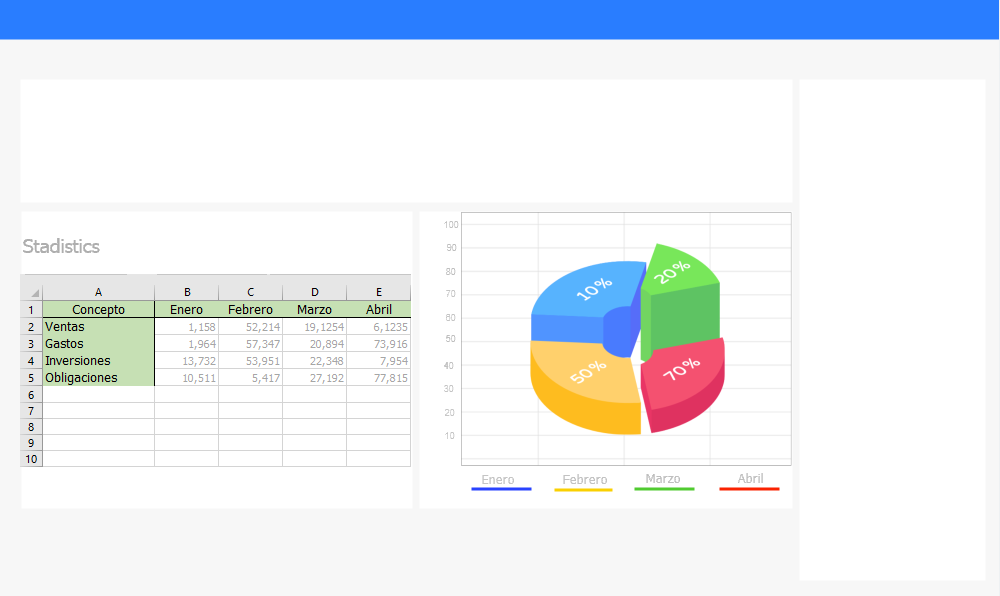 Stadistics
A B C D E
1 Concepto Enero Febrero Marzo Abril
2 Ventas 1,158 52,214 19,1254 6,1235
3 Gastos 1,964 57,347 20,894 73,916
4 Inversiones 13,732 53,951 22,348 7,954
5 Obligaciones 10,511 5,417 27,192 77,815
6
7
8
9
10
100
90
80
70
60
50
40
30
20
10
10% 20%
50% 70%
Enero Febrero Marzo Abril